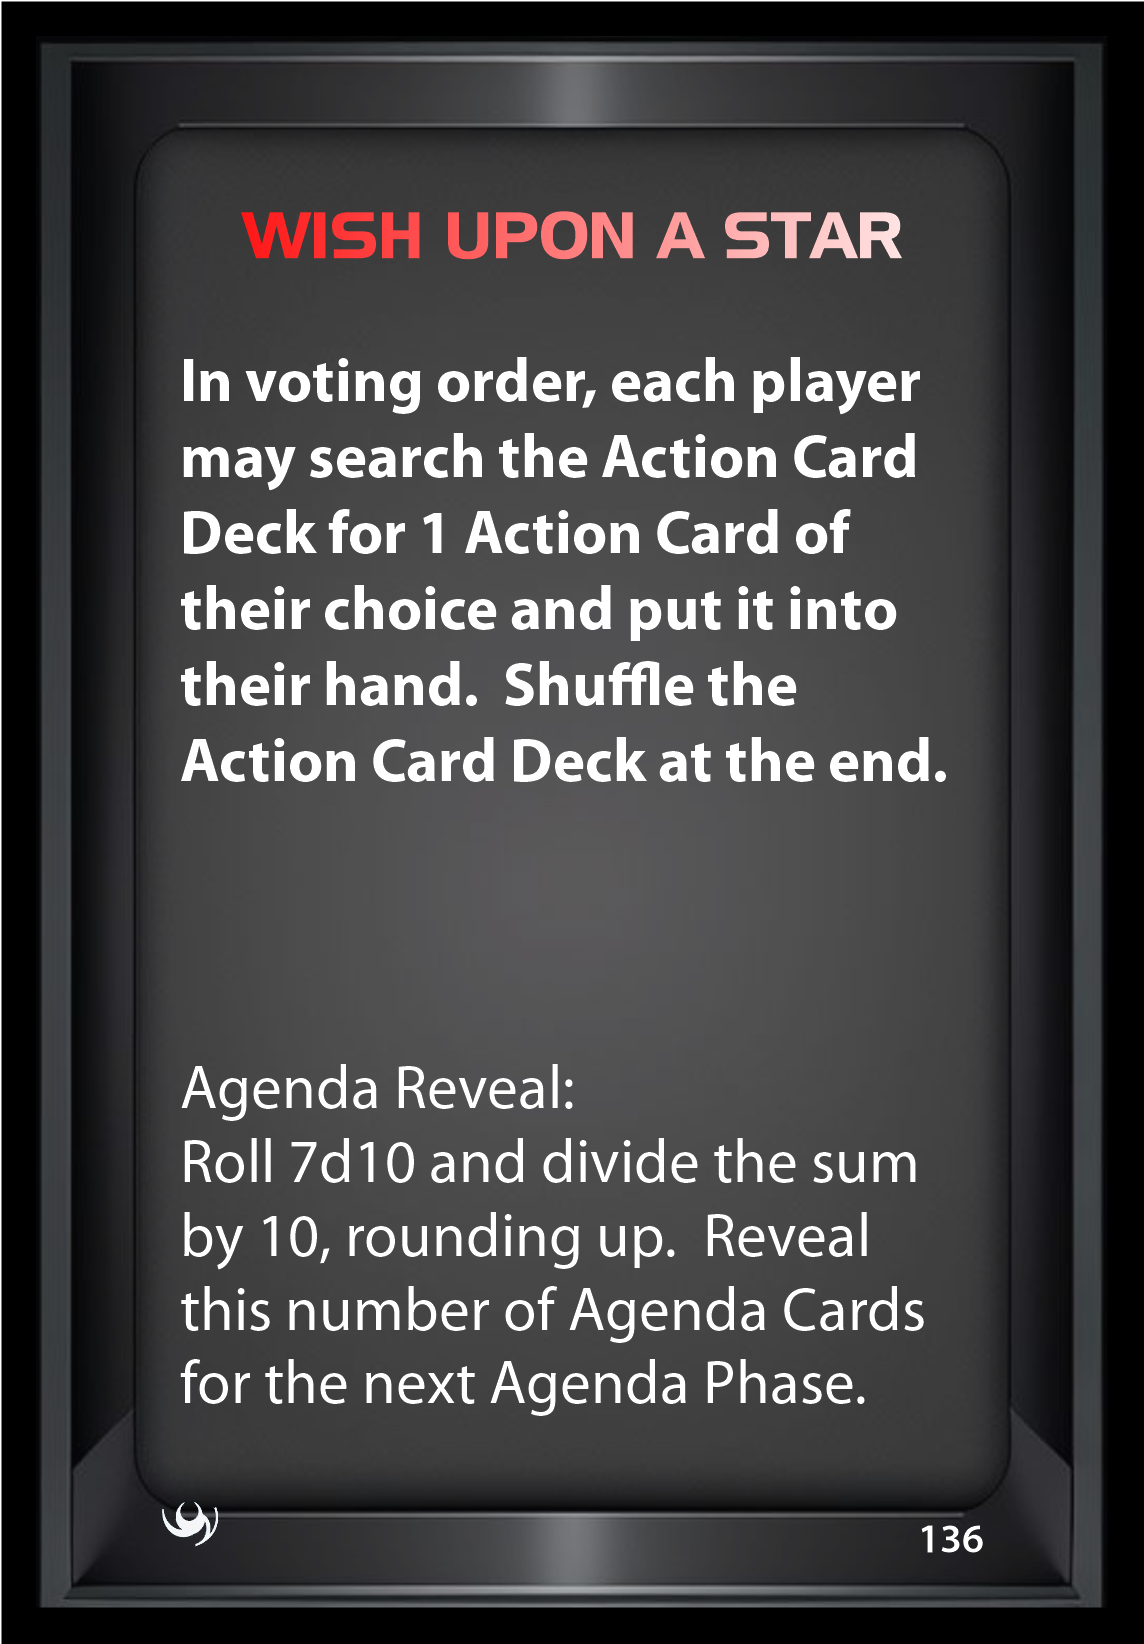 WISH UPON A STAR
In voting order, each player
may search the Action Card
Deck for 1 Action Card of
their choice and put it into
their hand.  Shuffle the
Action Card Deck at the end.
Agenda Reveal:
Roll 7d10 and divide the sum
by 10, rounding up.  Reveal
this number of Agenda Cards
for the next Agenda Phase.
136